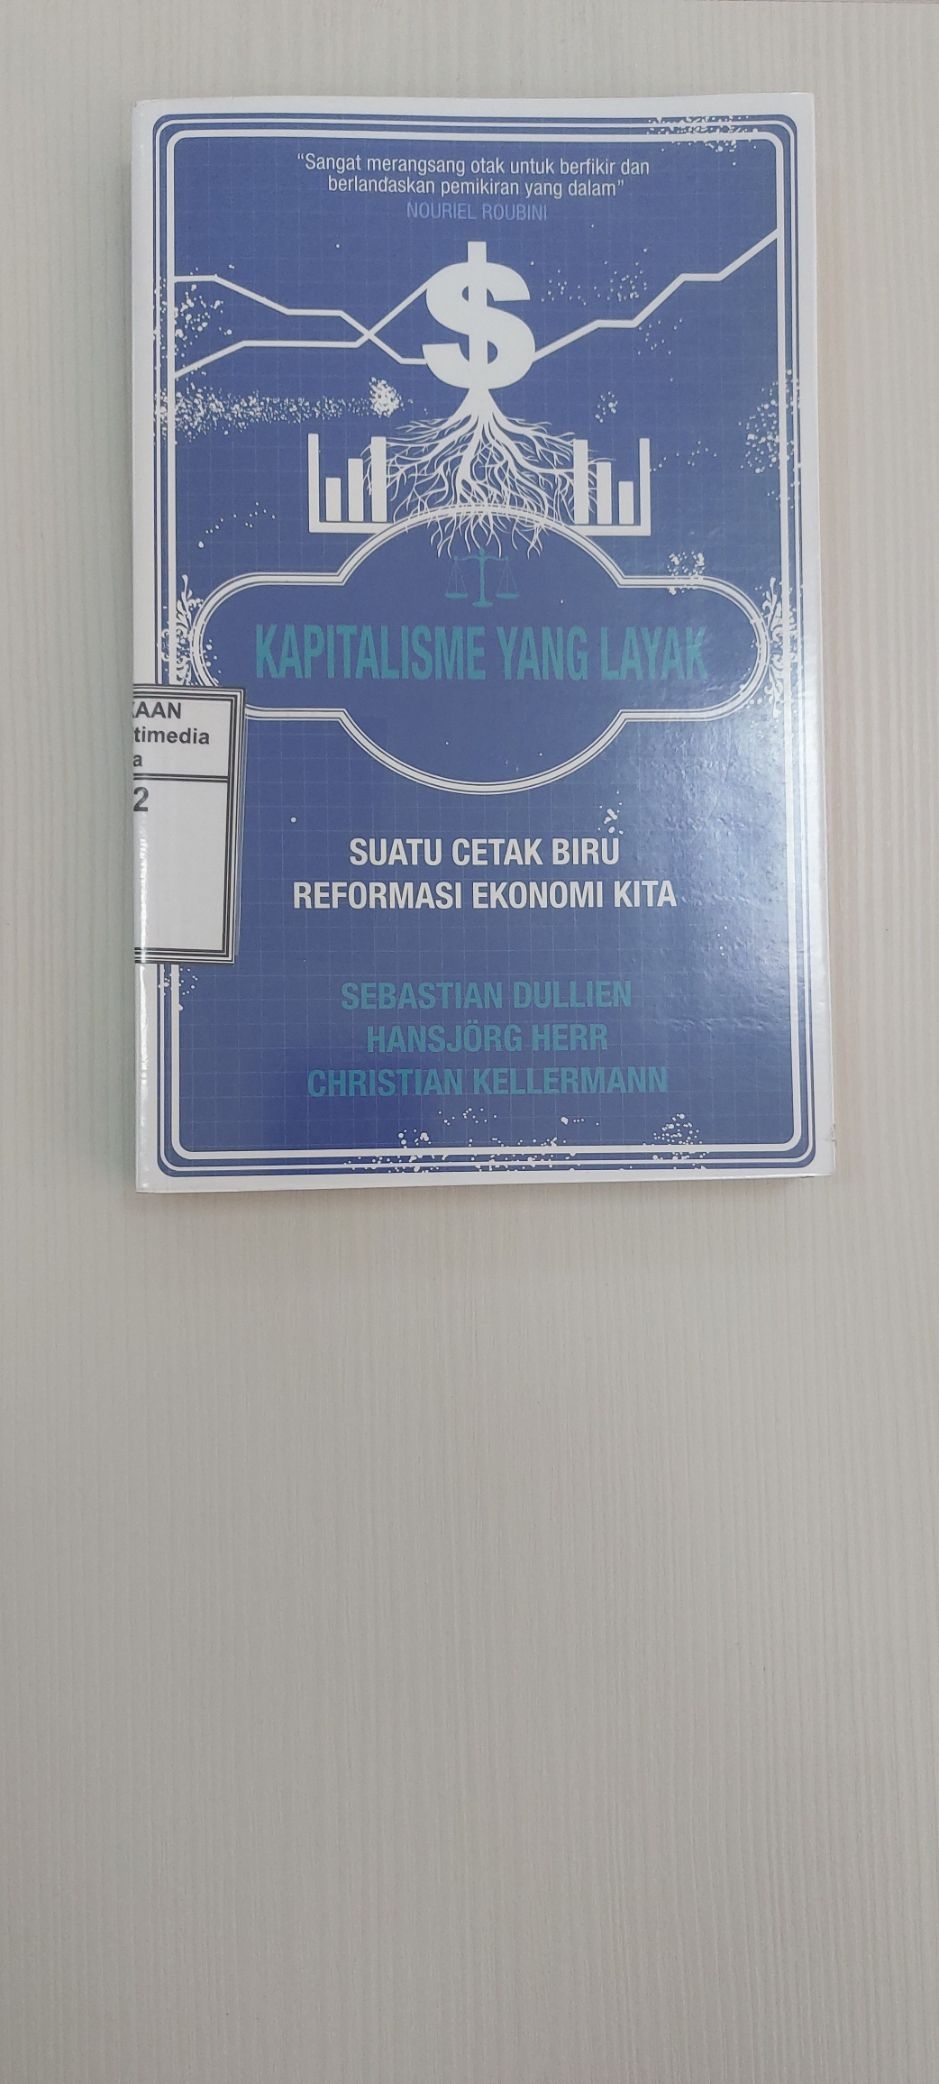 “Sangat merangsang otak untuk berfikir dan
berlandaskan pemikiran yang dalam”
NOURIEL ROUBINI
$
KAPITALISME YANG LAYAK
KAAN
timedia
a
2
SUATU CETAK BIRU
REFORMASI EKONOMI KITA
SEBASTIAN DULLIEN
HANSJÖRG HERR
CHRISTIAN KELLERMANN